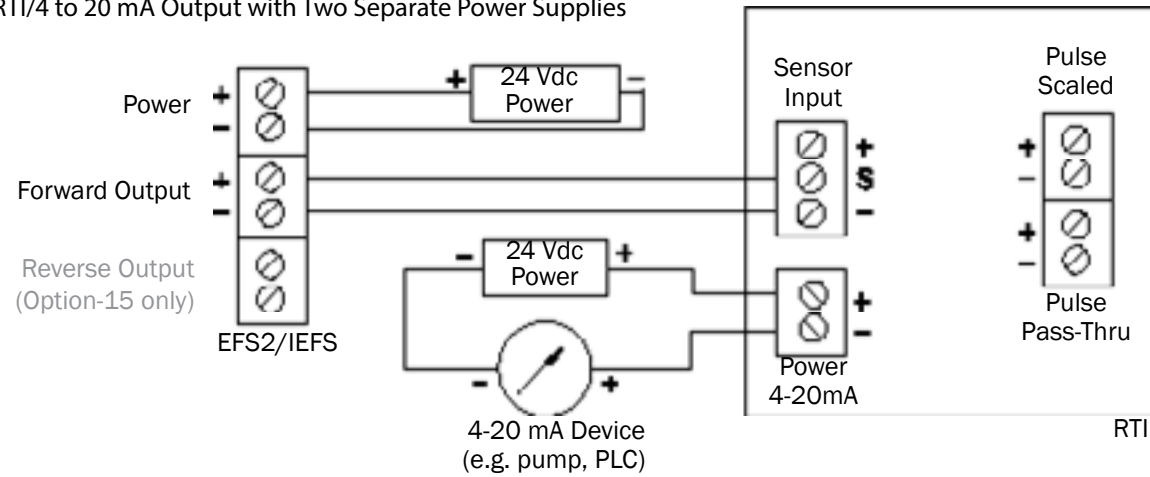 RTI/4 to 20 mA Output with Two Separate Power Supplies
Power
+
-
+
24 Vdc
Power
-
Forward Output
+
-
Reverse Output
(Option-15 only)
EFS2/IEFS
-
24 Vdc
Power
+
-
+
4-20 mA Device
(e.g. pump, PLC)
Sensor
Input
+
S
-
+
-
Power
4-20mA
Pulse
Scaled
+
-
+
-
Pulse
Pass-Thru
RTI